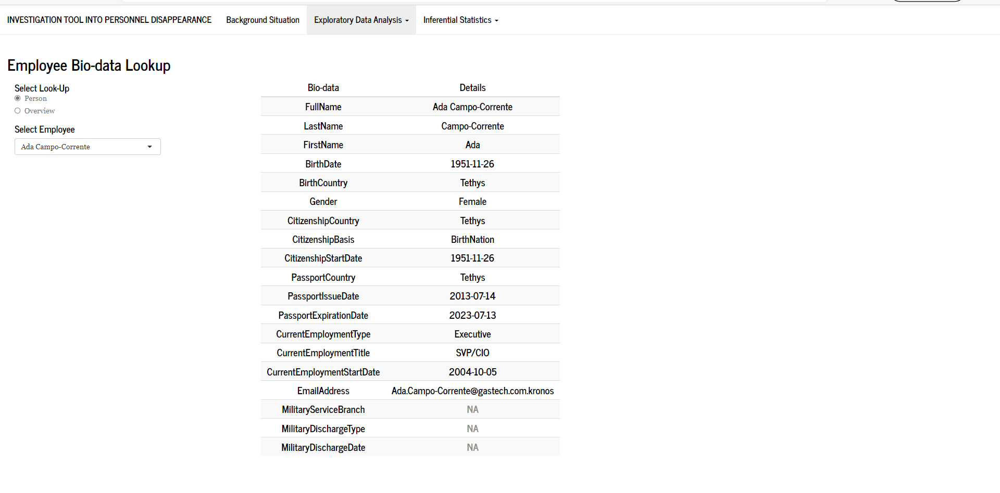 INVESTIGATION TOOL INTO PERSONNEL DISAPPEARANCE Background Situation Exploratory Data Analysis Inferential Statistics
Employee Bio-data Lookup
Select Look-Up
Person
Overview
Select Employee
Ada Campo-Corrente
Bio-data Details
FullName Ada Campo-Corrente
LastName Campo-Corrente
FirstName Ada
BirthDate 1951-11-26
BirthCountry Tethys
Gender Female
CitizenshipCountry Tethys
CitizenshipBasis BirthNation
CitizenshipStartDate 1951-11-26
PassportCountry Tethys
PassportIssueDate 2013-07-14
PassportExpirationDate 2023-07-13
CurrentEmploymentType Executive
CurrentEmploymentTitle SVP/CIO
CurrentEmploymentStartDate 2004-10-05
EmailAddress Ada.Campo-Corrente@gastech.com.kronos
MilitaryServiceBranch NA
MilitaryDischargeType NA
MilitaryDischargeDate NA